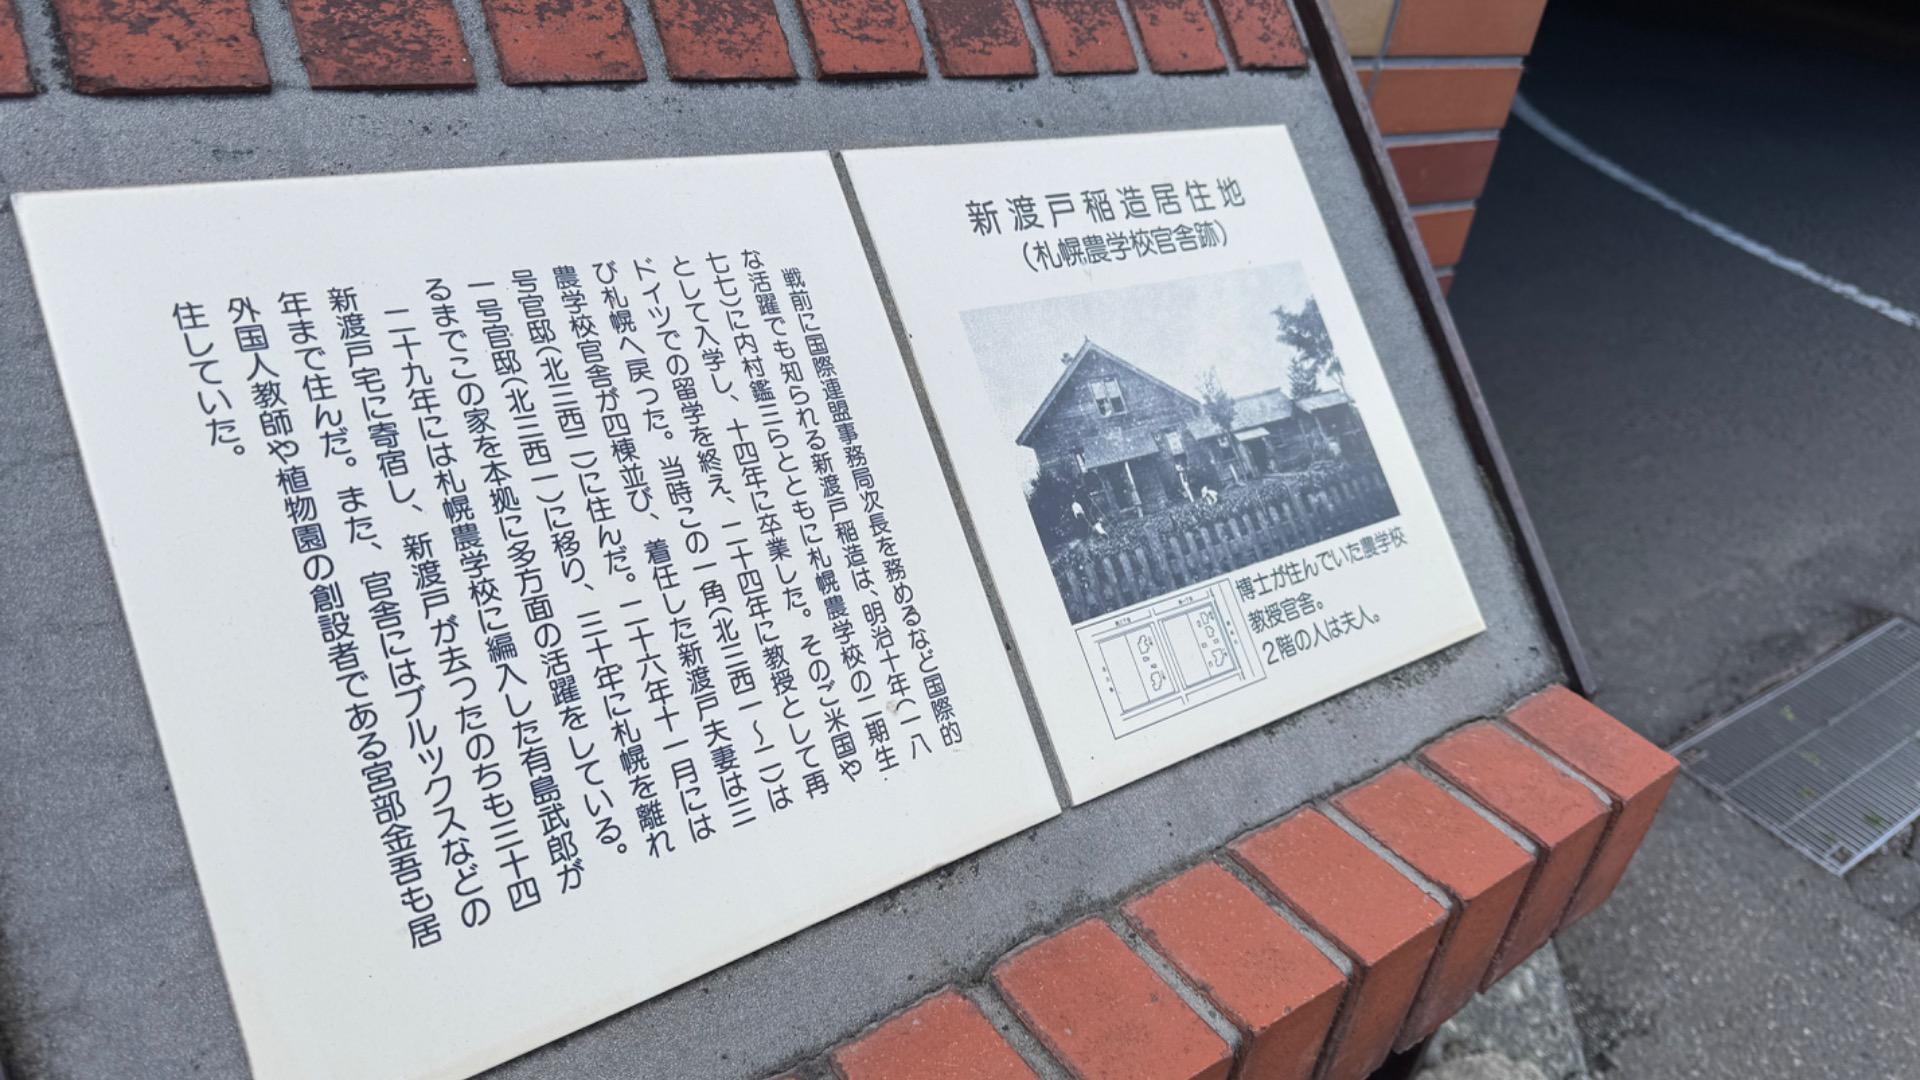 新渡戸稲造居住地
（札幌農学校官舎跡）
博士が住んでいた農学校
教授官舎。
2階の人は夫人。
戦前に国際連盟事務局次長を務めるなど国際的
な活躍でも知られる新渡戸稲造は、明治十年（一八
七七）に内村鑑三らとともに札幌農学校の二期生
として入学し、十四年に卒業した。そのご米国や
ドイツでの留学を終え、二十四年に教授として再
び札幌へ戻った。当時この一角（北三西一〜二）は
農学校官舎が四棟並び、着任した新渡戸夫妻は三
号官邸（北三西二）に住んだ。二十六年十一月には
一号官邸（北三西一）に移り、三十年に札幌を離れ
るまでこの家を本拠に多方面の活躍をしている。
二十九年には札幌農学校に編入した有島武郎が
新渡戸宅に寄宿し、新渡戸が去ったのちも三十四
年まで住んだ。また、官舎にはブルックスなどの
外国人教師や植物園の創設者である宮部金吾も居
住していた。